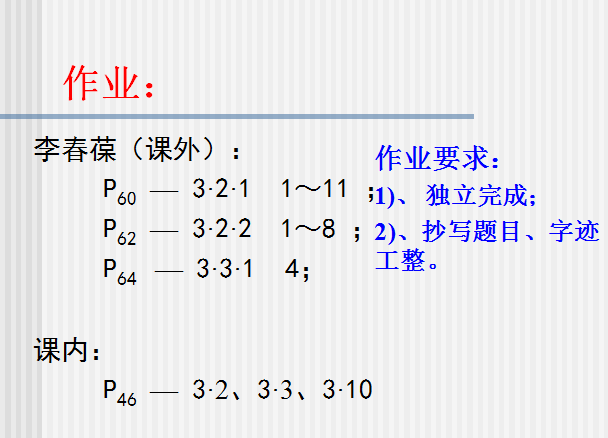 作业：
李春葆（课外）：
P60 — 3·2·1 1～11 ；
P62 — 3·2·2 1～8 ；
P64 — 3·3·1 4；
课内：
P46 — 3·2、3·3、3·10
作业要求：
1)、独立完成；
2)、抄写题目、字迹
工整。